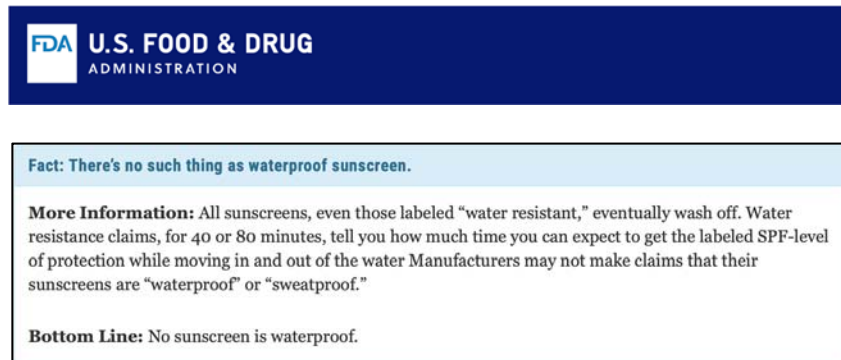 FDA U.S. FOOD & DRUG
ADMINISTRATION
Fact: There's no such thing as waterproof sunscreen.
More Information: All sunscreens, even those labeled “water resistant,” eventually wash off. Water
resistance claims, for 40 or 80 minutes, tell you how much time you can expect to get the labeled SPF-level
of protection while moving in and out of the water Manufacturers may not make claims that their
sunscreens are “waterproof” or “sweatproof.”
Bottom Line: No sunscreen is waterproof.